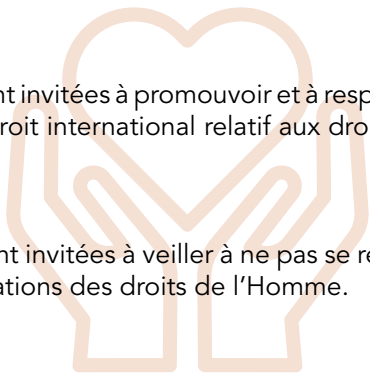 nt invitées à promouvoir et à resp
roit international relatif aux dro
nt invitées à veiller à ne pas se r
ations des droits de l'Homme.